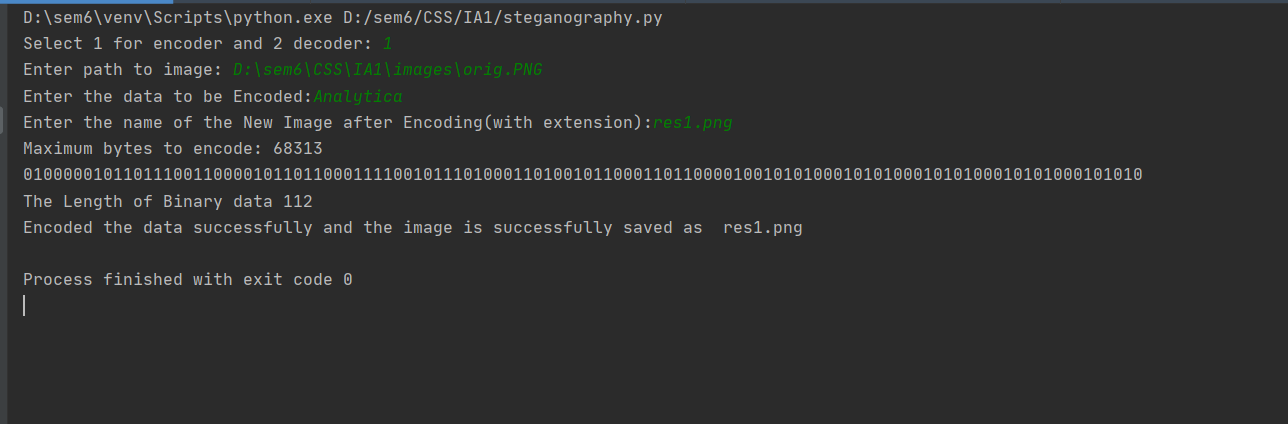 D:\sem6\venv\Scripts\python.exe D:/sem6/CSS/IA1/steganography.py
Select 1 for encoder and 2 decoder: 1
Enter path to image: D:\sem6\CSS\IA1\images\orig.PNG
Enter the data to be Encoded:Analytica
Enter the name of the New Image after Encoding(with extension):res1.png
Maximum bytes to encode: 68313
0100000101101110011000010110110001111001011101000110100101100011011000010010101000101010001010100010101000101010
The Length of Binary data 112
Encoded the data successfully and the image is successfully saved as  res1.png
Process finished with exit code 0